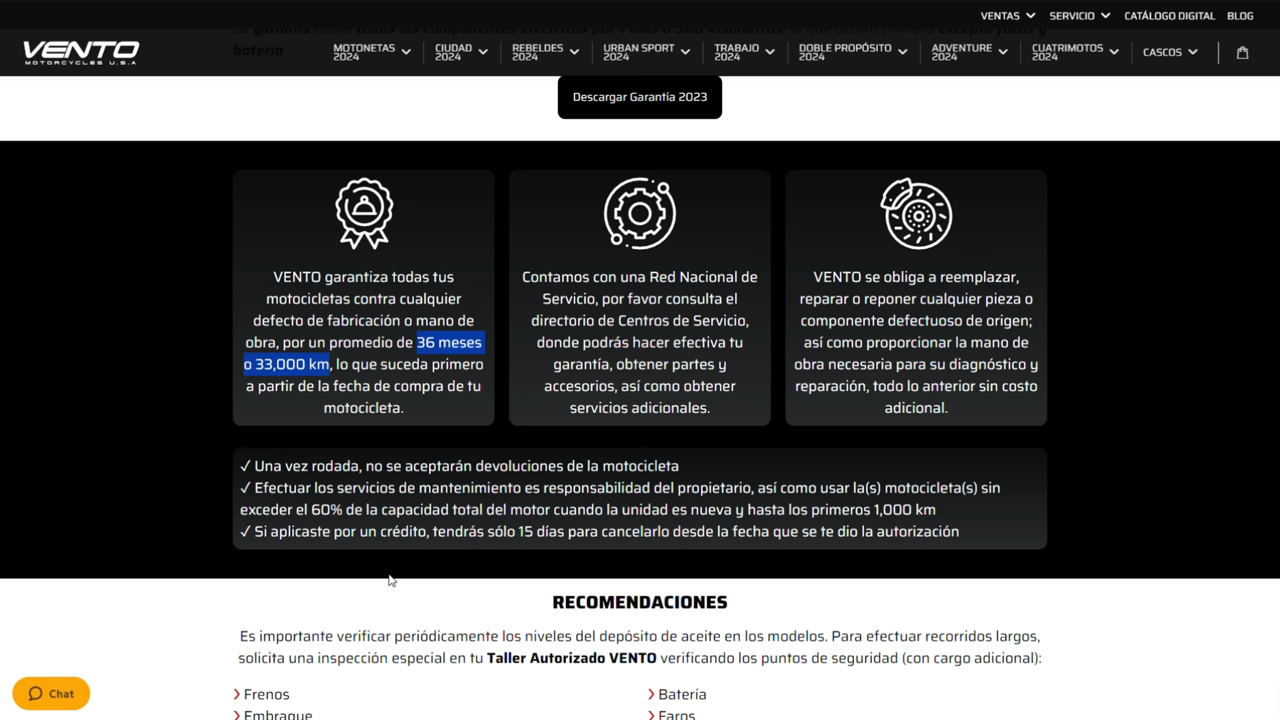 VENTAS
SERVICIO
CATÁLOGO DIGITAL
BLOG
VENTO
MOTORCYCLES U.S.A
MOTONETAS
2024
CIUDAD
2024
REBELDES
2024
URBAN SPORT
2024
TRABAJO
2024
DOBLE PROPÓSITO
2024
ADVENTURE
2024
CUATRIMOTOS
2024
CASCOS
Descargar Garantía 2023
VENTO garantiza todas tus
motocicletas contra cualquier
defecto de fabricación o mano de
obra, por un promedio de 36 meses
o 33,000 km, lo que suceda primero
a partir de la fecha de compra de tu
motocicleta.
Contamos con una Red Nacional de
Servicio, por favor consulta el
directorio de Centros de Servicio,
donde podrás hacer efectiva tu
garantía, obtener partes y
accesorios, así como obtener
servicios adicionales.
VENTO se obliga a reemplazar,
reparar o reponer cualquier pieza o
componente defectuoso de origen;
así como proporcionar la mano de
obra necesaria para su diagnóstico y
reparación, todo lo anterior sin costo
adicional.
✓ Una vez rodada, no se aceptarán devoluciones de la motocicleta
✓ Efectuar los servicios de mantenimiento es responsabilidad del propietario, así como usar la(s) motocicleta(s) sin
exceder el 60% de la capacidad total del motor cuando la unidad es nueva y hasta los primeros 1,000 km
✓ Si aplicaste por un crédito, tendrás sólo 15 días para cancelarlo desde la fecha que se te dio la autorización
RECOMENDACIONES
Es importante verificar periódicamente los niveles del depósito de aceite en los modelos. Para efectuar recorridos largos,
solicita una inspección especial en tu Taller Autorizado VENTO verificando los puntos de seguridad (con cargo adicional):
Frenos
Batería
Embrague
Faros
Chat